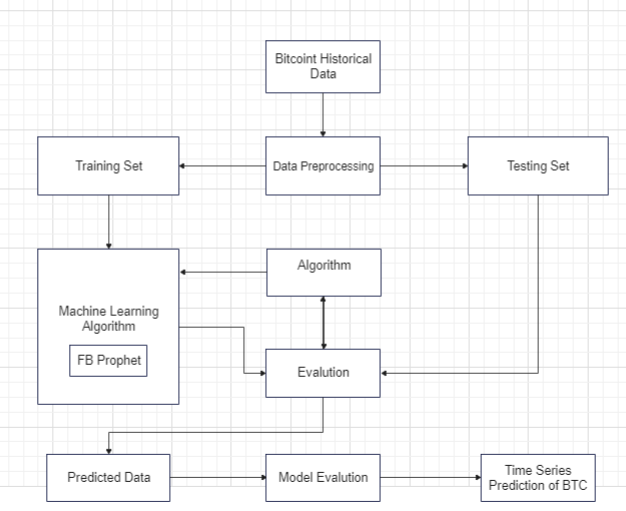 Bitcoint Historical
Data
Training Set
Data Preprocessing
Testing Set
Algorithm
Machine Learning
Algorithm
FB Prophet
Evalution
Predicted Data
Model Evalution
Time Series
Prediction of BTC